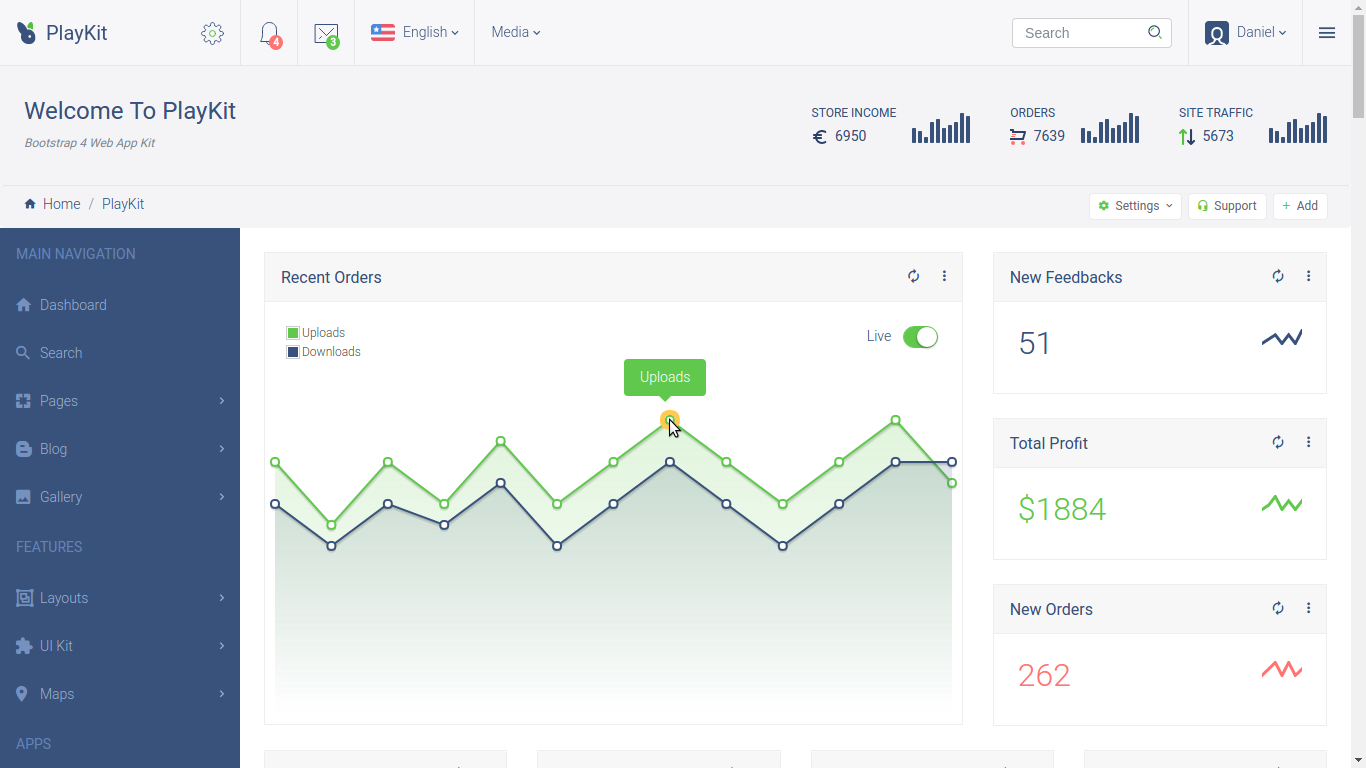 PlayKit
4
3
English
Media
Search
Daniel
Welcome To PlayKit
Bootstrap 4 Web App Kit
STORE INCOME
6950
ORDERS
7639
SITE TRAFFIC
5673
Home / PlayKit
Settings
Support
Add
MAIN NAVIGATION
Dashboard
Search
Pages
Blog
Gallery
FEATURES
Layouts
UI Kit
Maps
APPS
Recent Orders
Uploads
Downloads
Live
Uploads
New Feedbacks
51
Total Profit
$1884
New Orders
262